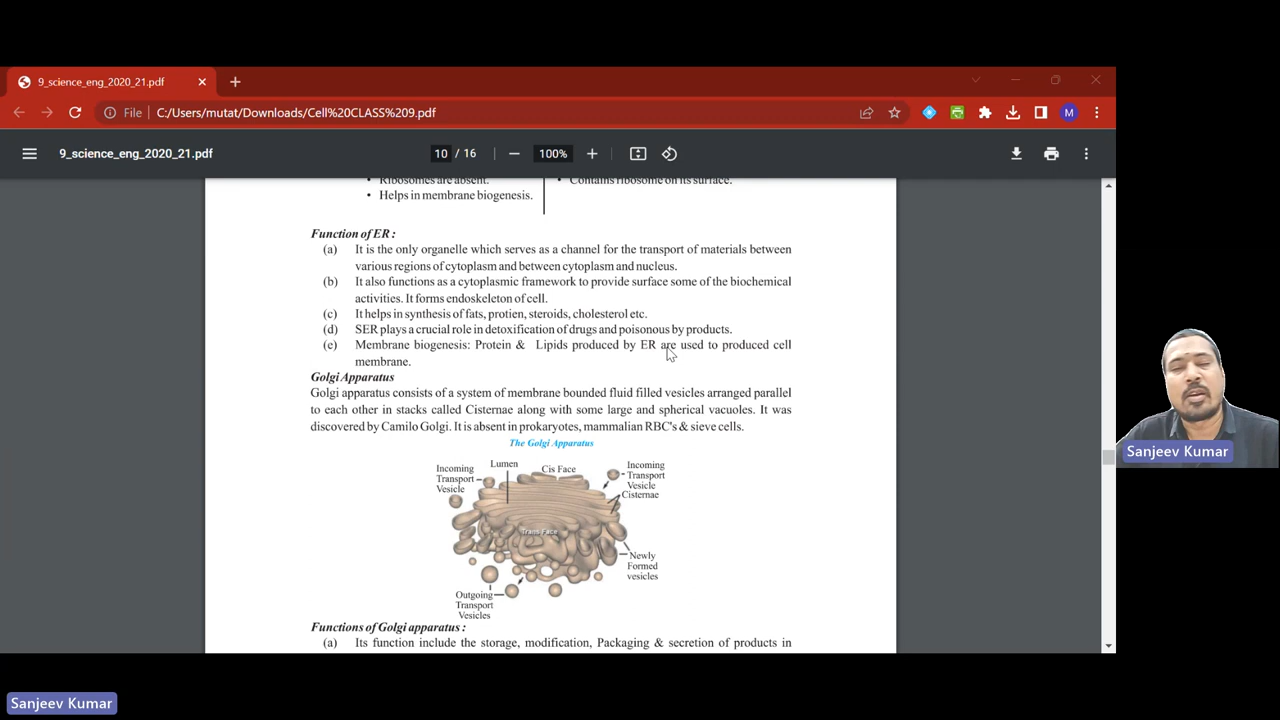 9_science_eng_2020_21.pdf
File
C:/Users/mutat/Downloads/Cell%20CLASS%209.pdf
M
9_science_eng_2020_21.pdf
10 / 16
100%
• Ribosomes are absent.
• Contains ribosome on its surface.
• Helps in membrane biogenesis.
Function of ER :
(a) It is the only organelle which serves as a channel for the transport of materials between
various regions of cytoplasm and between cytoplasm and nucleus.
(b) It also functions as a cytoplasmic framework to provide surface some of the biochemical
activities. It forms endoskeleton of cell.
(c) It helps in synthesis of fats, protien, steroids, cholesterol etc.
(d) SER plays a crucial role in detoxification of drugs and poisonous by products.
(e) Membrane biogenesis: Protein & Lipids produced by ER are used to produced cell
membrane.
Golgi Apparatus
Golgi apparatus consists of a system of membrane bounded fluid filled vesicles arranged parallel
to each other in stacks called Cisternae along with some large and spherical vacuoles. It was
discovered by Camilo Golgi. It is absent in prokaryotes, mammalian RBC's & sieve cells.
The Golgi Apparatus
Incoming
Transport
Vesicle
Lumen
Cis Face
Incoming
Transport
Vesicle
Cisternae
Trans Face
Newly
Formed
vesicles
Outgoing
Transport
Vesicles
Functions of Golgi apparatus :
(a) Its function include the storage, modification, Packaging & secretion of products in
Sanjeev Kumar
Sanjeev Kumar